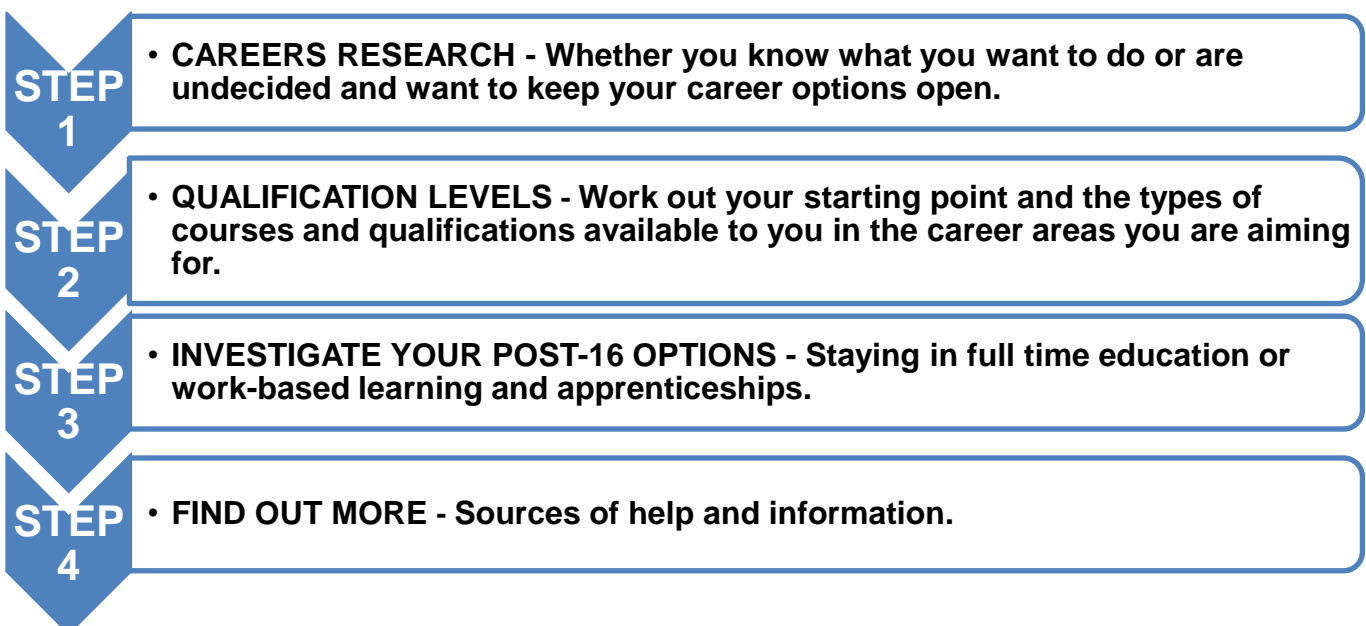 STEP
1
• CAREERS RESEARCH - Whether you know what you want to do or are
undecided and want to keep your career options open.
STEP
2
• QUALIFICATION LEVELS - Work out your starting point and the types of
courses and qualifications available to you in the career areas you are aiming
for.
STEP
3
• INVESTIGATE YOUR POST-16 OPTIONS - Staying in full time education or
work-based learning and apprenticeships.
STEP
4
• FIND OUT MORE - Sources of help and information.